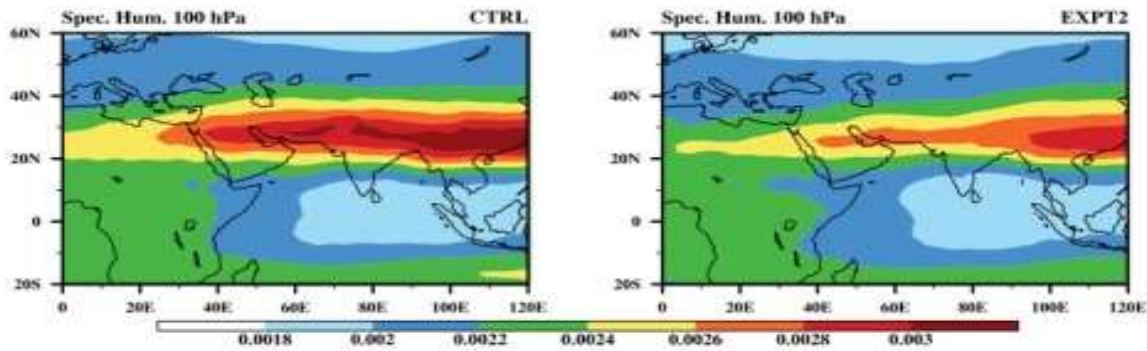 Spec. Hum. 100 hPa CTRL
Spec. Hum. 100 hPa EXPT2
60N
40N
20N
0
20S
0 20E 40E 60E 80E 100E 120E
60N
40N
20N
0
20S
0 20E 40E 60E 80E 100E 120E
0.0018 0.002 0.0022 0.0024 0.0026 0.0028 0.003